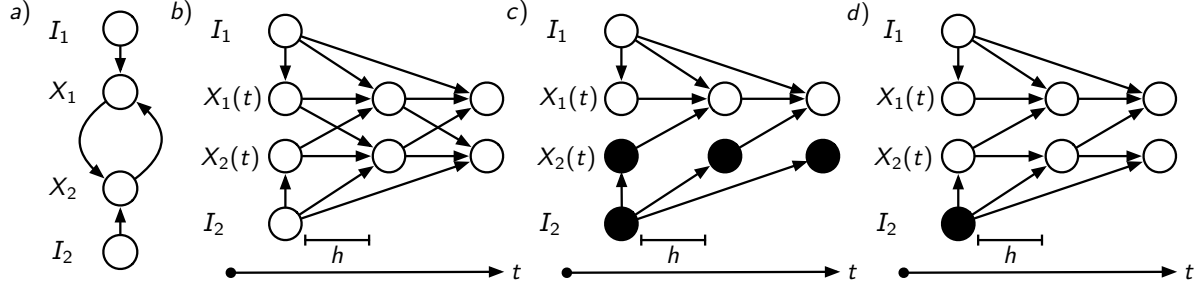 a)
I₁
X₁
X₂
I₂
b)
I₁
X₁(t)
X₂(t)
I₂
h
t
c)
I₁
X₁(t)
X₂(t)
I₂
h
t
d)
I₁
X₁(t)
X₂(t)
I₂
h
t